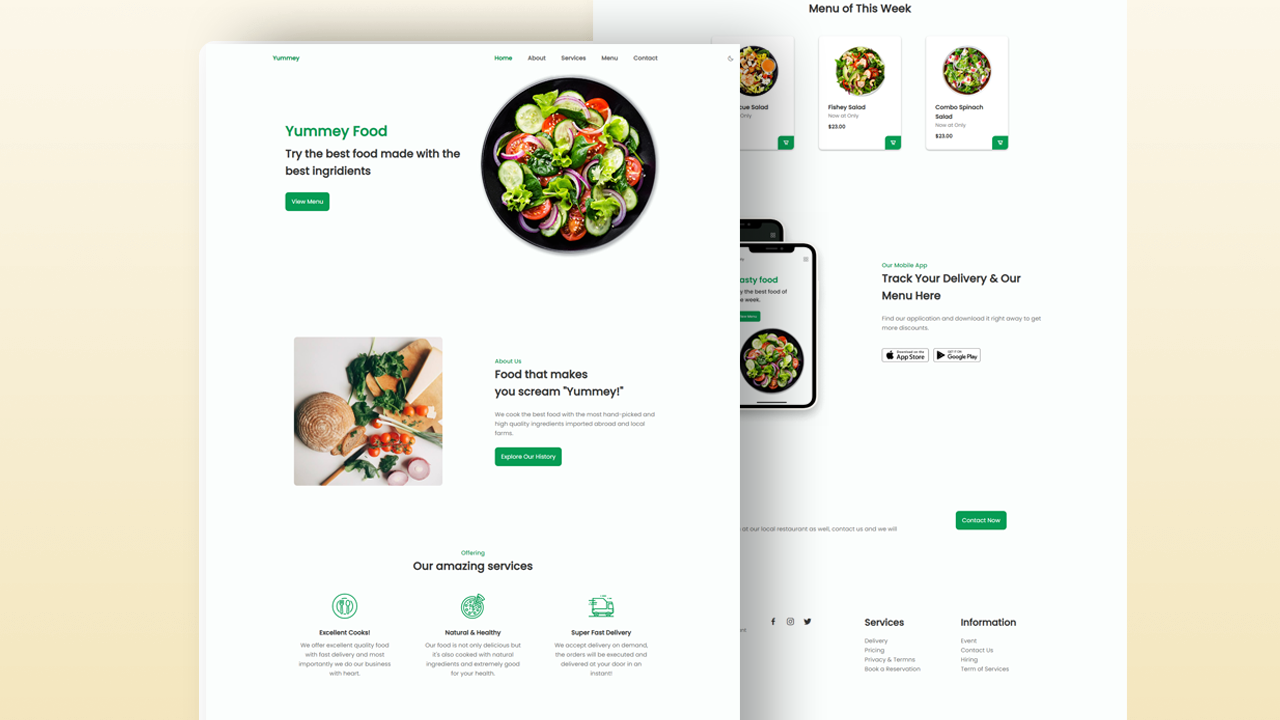 Yummey
Home About Services Menu Contact
Yummey Food
Try the best food made with the
best ingridients
View Menu
About Us
Food that makes
you scream "Yummey!"
We cook the best food with the most hand-picked and
high quality ingredients imported abroad and local
farms.
Explore Our History
Offering
Our amazing services
Excellent Cooks!
We offer excellent quality food
with fast delivery and most
importantly we do our business
with heart.
Natural & Healthy
Our food is not only delicious but
it's also cooked with natural
ingredients and extremely good
for your health.
Super Fast Delivery
We accept delivery on demand,
the orders will be executed and
delivered at your door in an
instant!
Menu of This Week
cue Salad
Only
Fishey Salad
Now at Only
$23.00
Combo Spinach
Salad
Now at Only
$23.00
asty food
the best food of
week.
Our Mobile App
Track Your Delivery & Our
Menu Here
Find our application and download it right away to get
more discounts.
Download on the
App Store
GET IT ON
Google Play
at our local restaurant as well, contact us and we will
Contact Now
Services
Delivery
Pricing
Privacy & Termns
Book a Reservation
Information
Event
Contact Us
Hiring
Term of Services